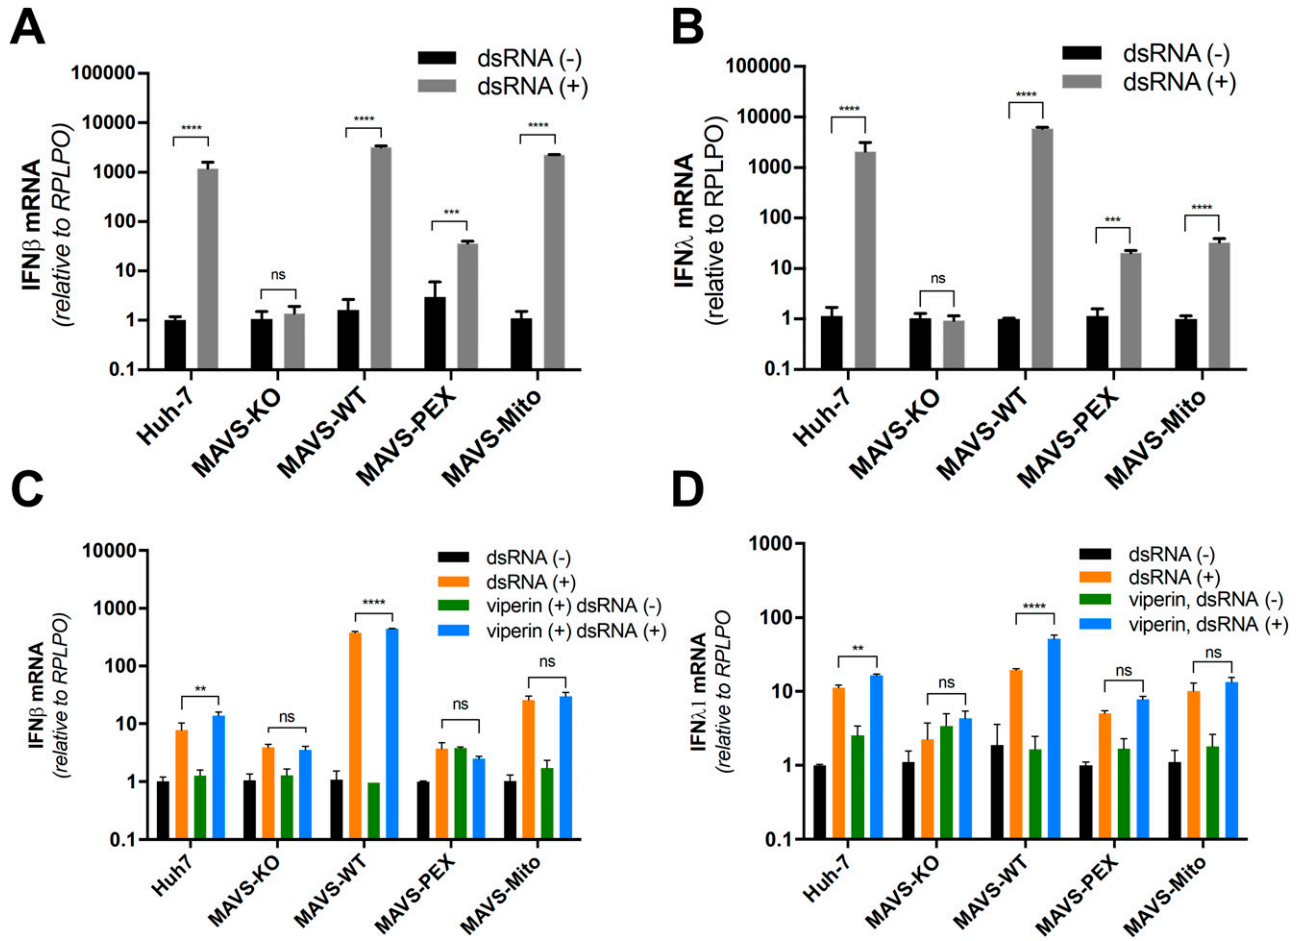 A
dsRNA (-)
dsRNA (+)
IFNβ mRNA
(relative to RPLPO)
100000
10000
1000
100
10
1
0.1
****
ns
****
***
****
Huh-7
MAVS-KO
MAVS-WT
MAVS-PEX
MAVS-Mito
B
dsRNA (-)
dsRNA (+)
IFNλ mRNA
(relative to RPLPO)
100000
10000
1000
100
10
1
0.1
****
ns
****
***
****
Huh-7
MAVS-KO
MAVS-WT
MAVS-PEX
MAVS-Mito
C
dsRNA (-)
dsRNA (+)
viperin (+) dsRNA (-)
viperin (+) dsRNA (+)
IFNβ mRNA
(relative to RPLPO)
10000
1000
100
10
1
0.1
**
ns
****
ns
ns
Huh7
MAVS-KO
MAVS-WT
MAVS-PEX
MAVS-Mito
D
dsRNA (-)
dsRNA (+)
viperin, dsRNA (-)
viperin, dsRNA (+)
IFNλ1 mRNA
(relative to RPLPO
1000
100
10
1
0.1
**
ns
****
ns
ns
Huh-7
MAVS-KO
MAVS-WT
MAVS-PEX
MAVS-Mito